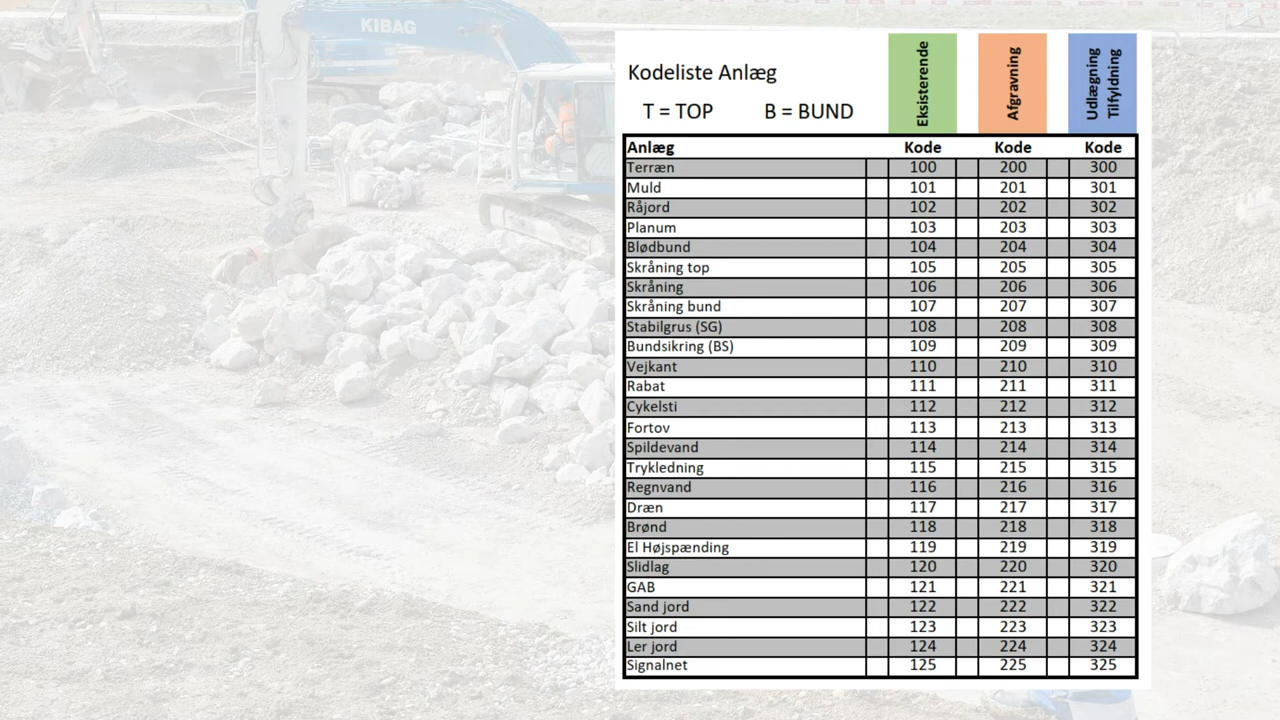 KIBAG
Kodeliste Anlæg
T = TOP B = BUND
Eksisterende
Afgravning
Udlægning
Tilfyldning
Anlæg Kode Kode Kode
Terræn 100 200 300
Muld 101 201 301
Råjord 102 202 302
Planum 103 203 303
Blødbund 104 204 304
Skråning top 105 205 305
Skråning 106 206 306
Skråning bund 107 207 307
Stabilgrus (SG) 108 208 308
Bundsikring (BS) 109 209 309
Vejkant 110 210 310
Rabat 111 211 311
Cykelsti 112 212 312
Fortov 113 213 313
Spildevand 114 214 314
Trykledning 115 215 315
Regnvand 116 216 316
Dræn 117 217 317
Brønd 118 218 318
El Højspænding 119 219 319
Slidlag 120 220 320
GAB 121 221 321
Sand jord 122 222 322
Silt jord 123 223 323
Ler jord 124 224 324
Signalnet 125 225 325